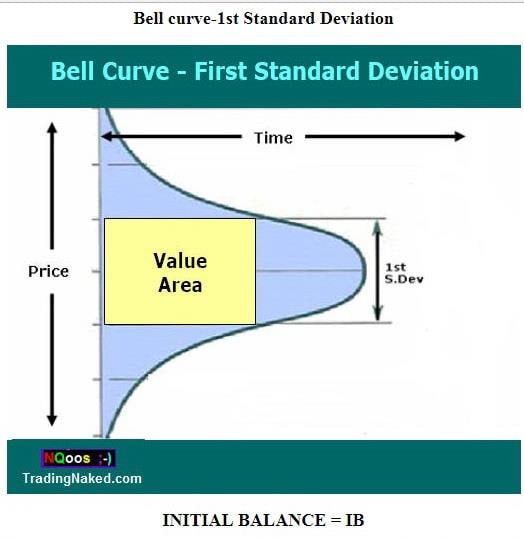 Bell curve-1st Standard Deviation
Bell Curve - First Standard Deviation
Time
Value
Area
Price
1st
S.Dev
NQoos ;-)
TradingNaked.com
INITIAL BALANCE = IB